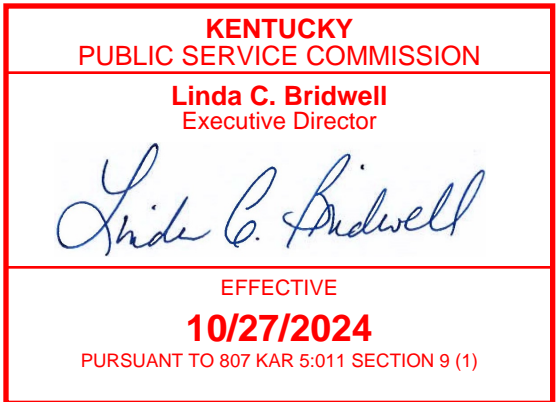 KENTUCKY
PUBLIC SERVICE COMMISSION
Linda C. Bridwell
Executive Director
Linda C. Bridwell
EFFECTIVE
10/27/2024
PURSUANT TO 807 KAR 5:011 SECTION 9 (1)